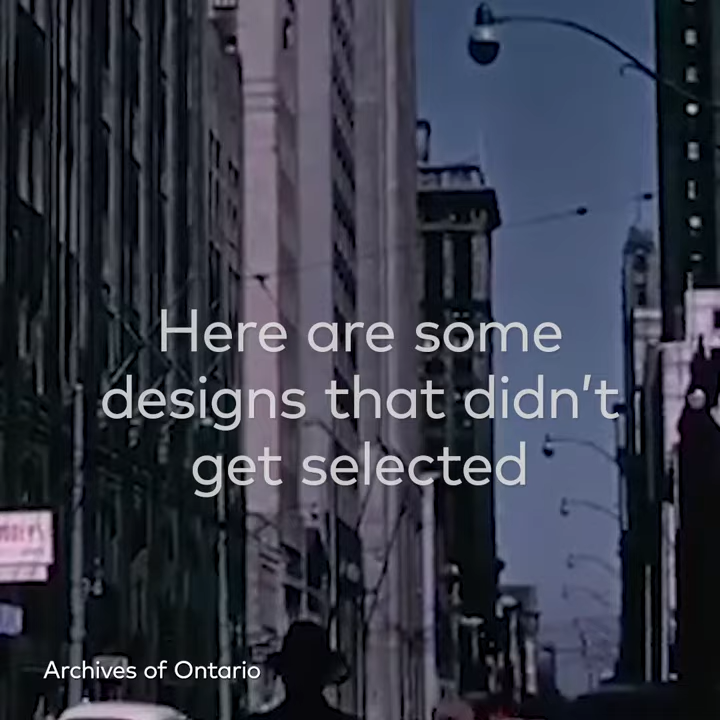 Here are some
designs that didn't
get selected
Archives of Ontario